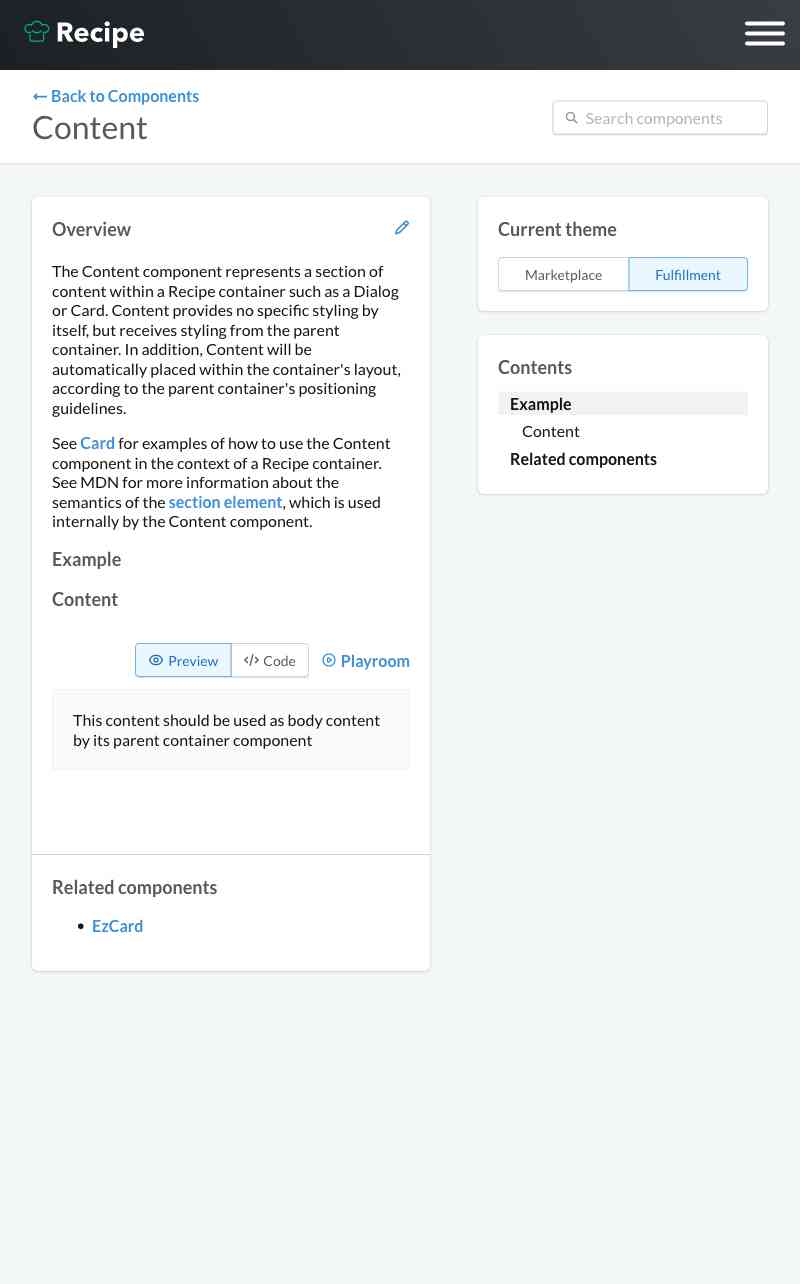 Recipe
← Back to Components
Content
Search components
Overview
The Content component represents a section of
content within a Recipe container such as a Dialog
or Card. Content provides no specific styling by
itself, but receives styling from the parent
container. In addition, Content will be
automatically placed within the container's layout,
according to the parent container's positioning
guidelines.
See Card for examples of how to use the Content
component in the context of a Recipe container.
See MDN for more information about the
semantics of the section element, which is used
internally by the Content component.
Example
Content
Preview </> Code Playroom
This content should be used as body content
by its parent container component
Related components
• EzCard
Current theme
Marketplace Fulfillment
Contents
Example
Content
Related components